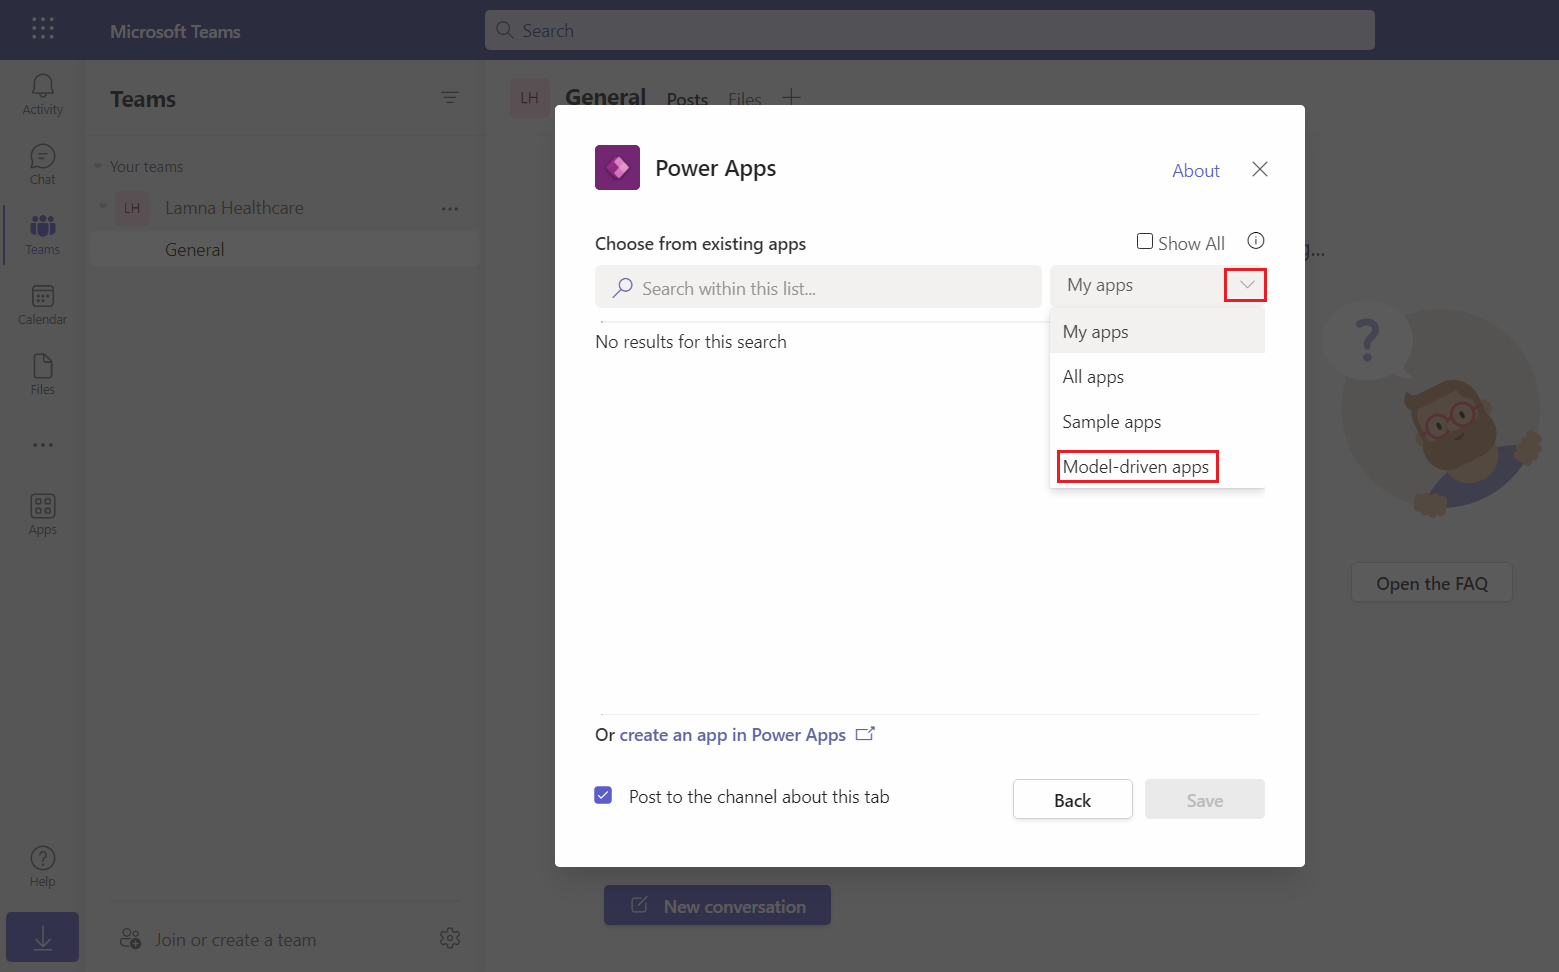 Microsoft Teams
Search
Activity
Chat
Teams
Calendar
Files
Apps
Help
Teams
Your teams
LH Lamna Healthcare
General
Join or create a team
LH General Posts Files
Power Apps
About
Choose from existing apps
Show All
Search within this list...
My apps
My apps
All apps
Sample apps
Model-driven apps
No results for this search
Or create an app in Power Apps
Post to the channel about this tab
Back
Save
g...
?
Open the FAQ
New conversation